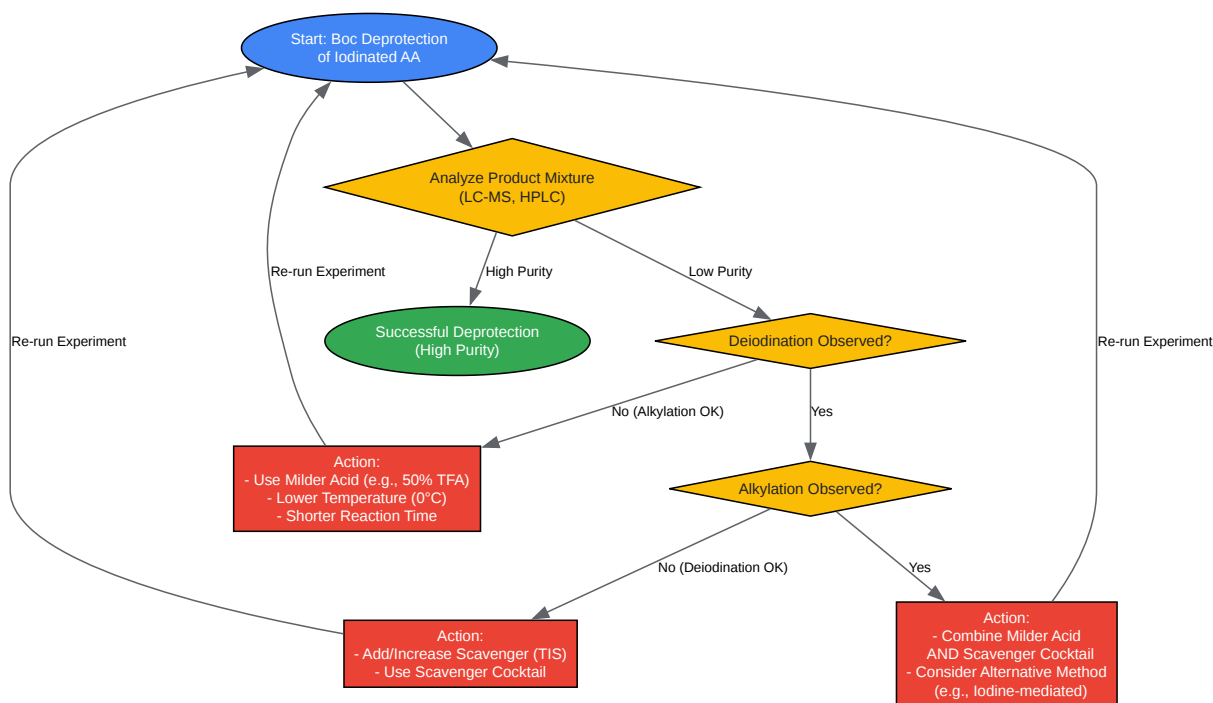 Start: Boc Deprotection
of Iodinated AA
Analyze Product Mixture
(LC-MS, HPLC)
Re-run Experiment
High Purity
Low Purity
Successful Deprotection
(High Purity)
Deiodination Observed?
Re-run Experiment
Re-run Experiment
No (Alkylation OK)
Yes
Action:
- Use Milder Acid (e.g., 50% TFA)
- Lower Temperature (0°C)
- Shorter Reaction Time
Alkylation Observed?
No (Deiodination OK)
Yes
Action:
- Add/Increase Scavenger (TIS)
- Use Scavenger Cocktail
Action:
- Combine Milder Acid
AND Scavenger Cocktail
- Consider Alternative Method
(e.g., Iodine-mediated)